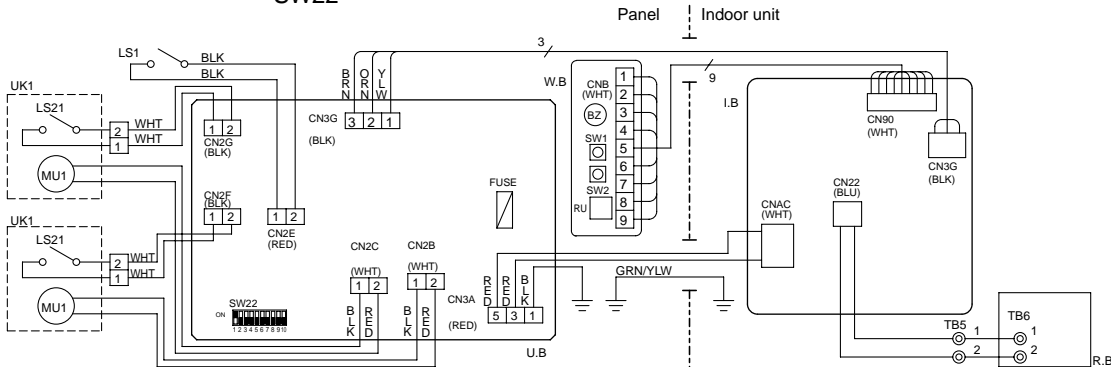 SW22
Panel
Indoor unit
LS1
BLK
BLK
3
9
UK1
LS21
2 WHT
1 WHT
MU1
1 2
CN2G
(BLK)
BRN
ORN
YLW
CN3G
3 2 1
(BLK)
W.B
CNB
(WHT)
BZ
SW1
SW2
RU
1
2
3
4
5
6
7
8
9
I.B
CN90
(WHT)
CN3G
(BLK)
CN22
(BLU)
CNAC
(WHT)
FUSE
CN2F
(BLK)
1 2
1 2
CN2E
(RED)
UK1
LS21
2 WHT
1 WHT
MU1
CN2C
(WHT)
1 2
BLK
RED
CN2B
(WHT)
1 2
BLK
RED
RED
RED
BLK
CN3A
(RED)
5 3 1
GRN/YLW
SW22
ON
1 2 3 4 5 6 7 8 9 10
U.B
TB5
1
2
TB6
1
2
R.B